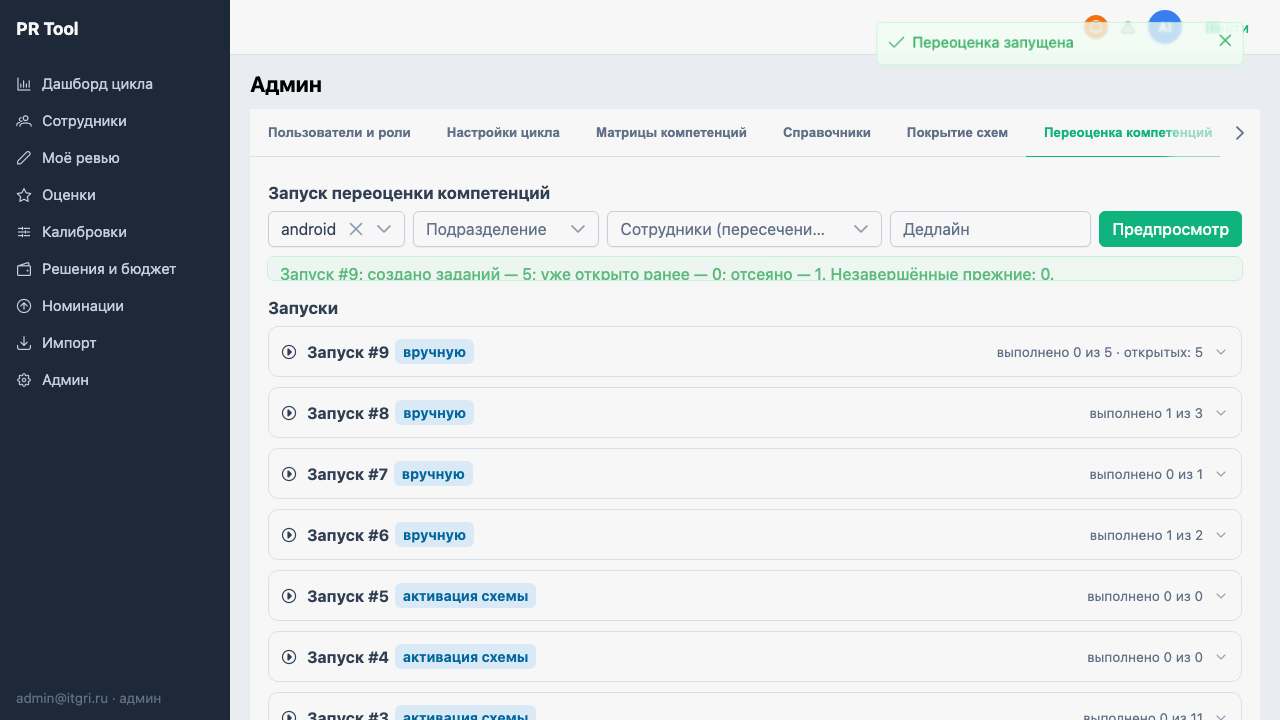 PR Tool
Дашборд цикла
Сотрудники
Моё ревью
Оценки
Калибровки
Решения и бюджет
Номинации
Импорт
Админ
admin@itgri.ru · админ
Переоценка запущена
Админ
Пользователи и роли
Настройки цикла
Матрицы компетенций
Справочники
Покрытие схем
Переоценка компетенций
Запуск переоценки компетенций
android
Подразделение
Сотрудники (пересечени...
Дедлайн
Предпросмотр
Запуск #9: создано заданий — 5; уже открыто ранее — 0; отсеяно — 1. Незавершённые прежние: 0.
Запуски
Запуск #9 вручную выполнено 0 из 5 · открытых: 5
Запуск #8 вручную выполнено 1 из 3
Запуск #7 вручную выполнено 0 из 1
Запуск #6 вручную выполнено 1 из 2
Запуск #5 активация схемы выполнено 0 из 0
Запуск #4 активация схемы выполнено 0 из 0
Запуск #3 активация схемы выполнено 0 из 11